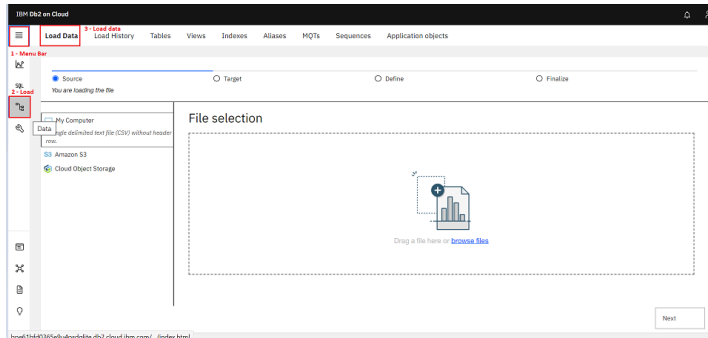 IBM Db2 on Cloud
3 - Load data
Load Data Load History Tables Views Indexes Aliases MQTs Sequences Application objects
1 - Menu Bar
Source Target Define Finalize
You are loading the file
SQL
2 - Load
Data
My Computer
single delimited text file (CSV) without header
row.
S3 Amazon S3
Cloud Object Storage
File selection
Drag a file here or browse files
Next